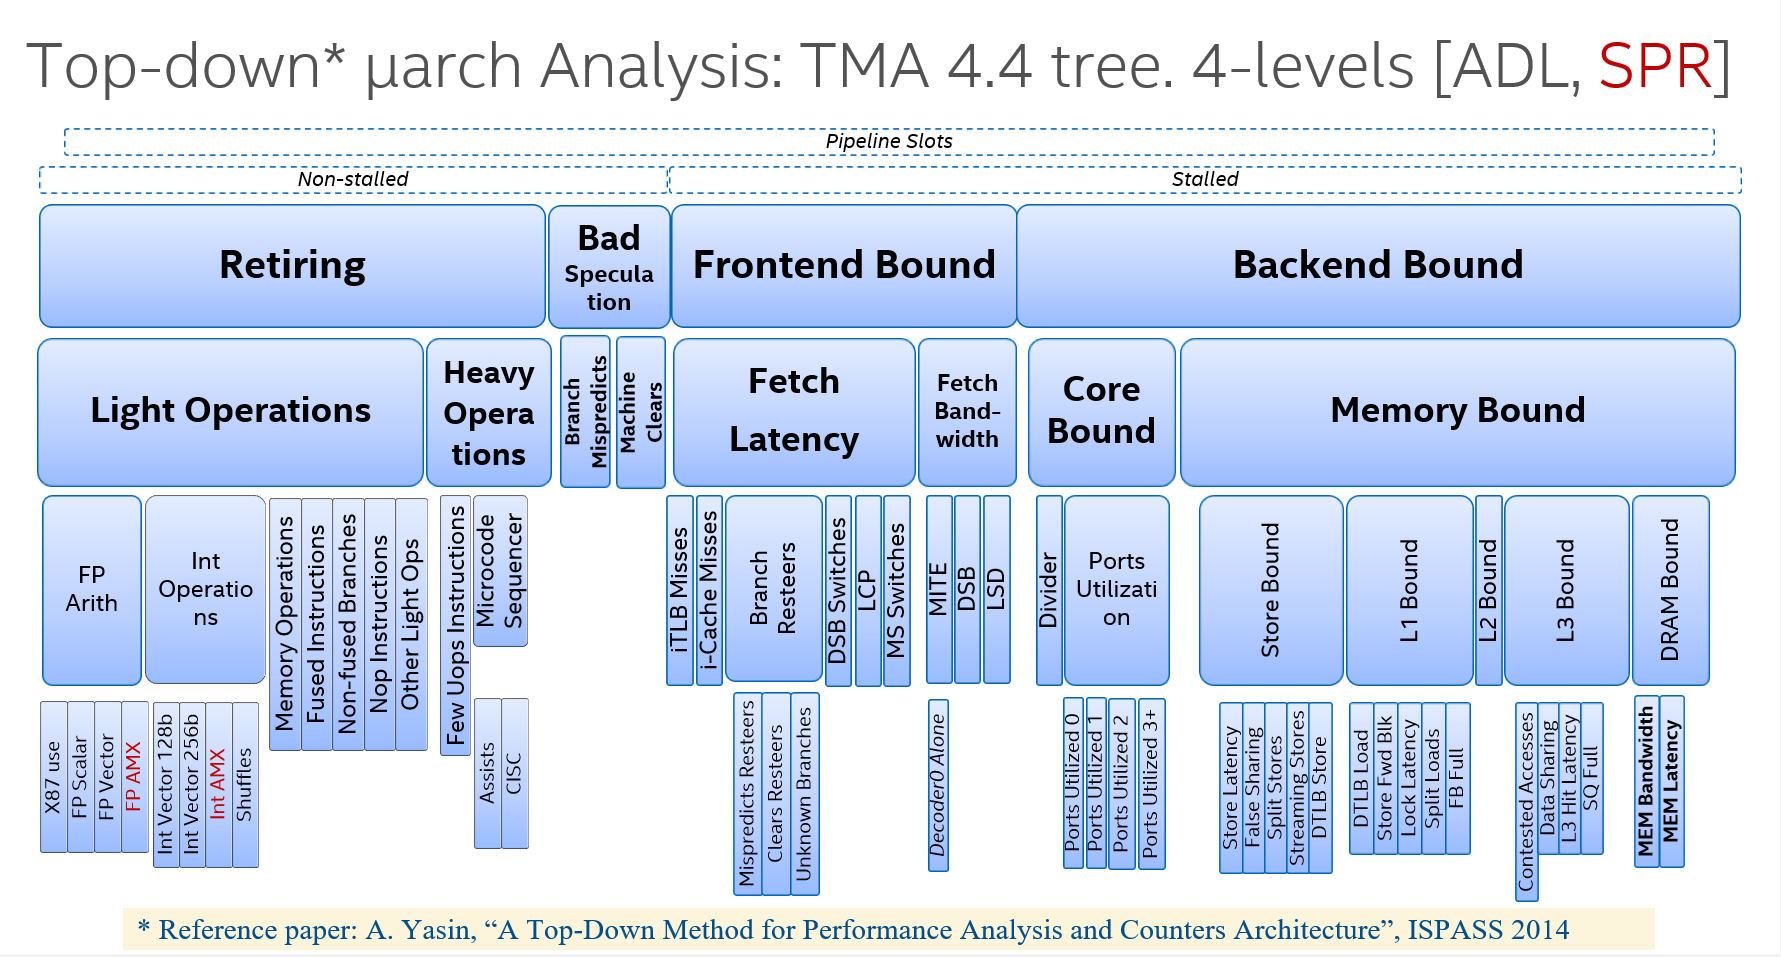 Top-down* µarch Analysis: TMA 4.4 tree. 4-levels [ADL, SPR]
Pipeline Slots
Non-stalled
Stalled
Retiring
Bad
Specula
tion
Frontend Bound
Backend Bound
Light Operations
Heavy
Opera
tions
Branch
Mispredicts
Machine
Clears
Fetch
Latency
Fetch
Band-
width
Core
Bound
Memory Bound
FP
Arith
Int
Operatio
ns
Memory Operations
Fused Instructions
Non-fused Branches
Nop Instructions
Other Light Ops
Few Uops Instructions
Microcode
Sequencer
iTLB Misses
i-Cache Misses
Branch
Resteers
DSB Switches
LCP
MS Switches
MITE
DSB
LSD
Divider
Ports
Utilizati
on
Store Bound
L1 Bound
L2 Bound
L3 Bound
DRAM Bound
X87 use
FP Scalar
FP Vector
FP AMX
Int Vector 128b
Int Vector 256b
Int AMX
Shuffles
Assists
CISC
Mispredicts Resteers
Clears Resteers
Unknown Branches
Decoder0 Alone
Ports Utilized 0
Ports Utilized 1
Ports Utilized 2
Ports Utilized 3+
Store Latency
False Sharing
Split Stores
Streaming Stores
DTLB Store
DTLB Load
Store Fwd Blk
Lock Latency
Split Loads
FB Full
Contested Accesses
Data Sharing
L3 Hit Latency
SQ Full
MEM Bandwidth
MEM Latency
* Reference paper: A. Yasin, “A Top-Down Method for Performance Analysis and Counters Architecture”, ISPASS 2014